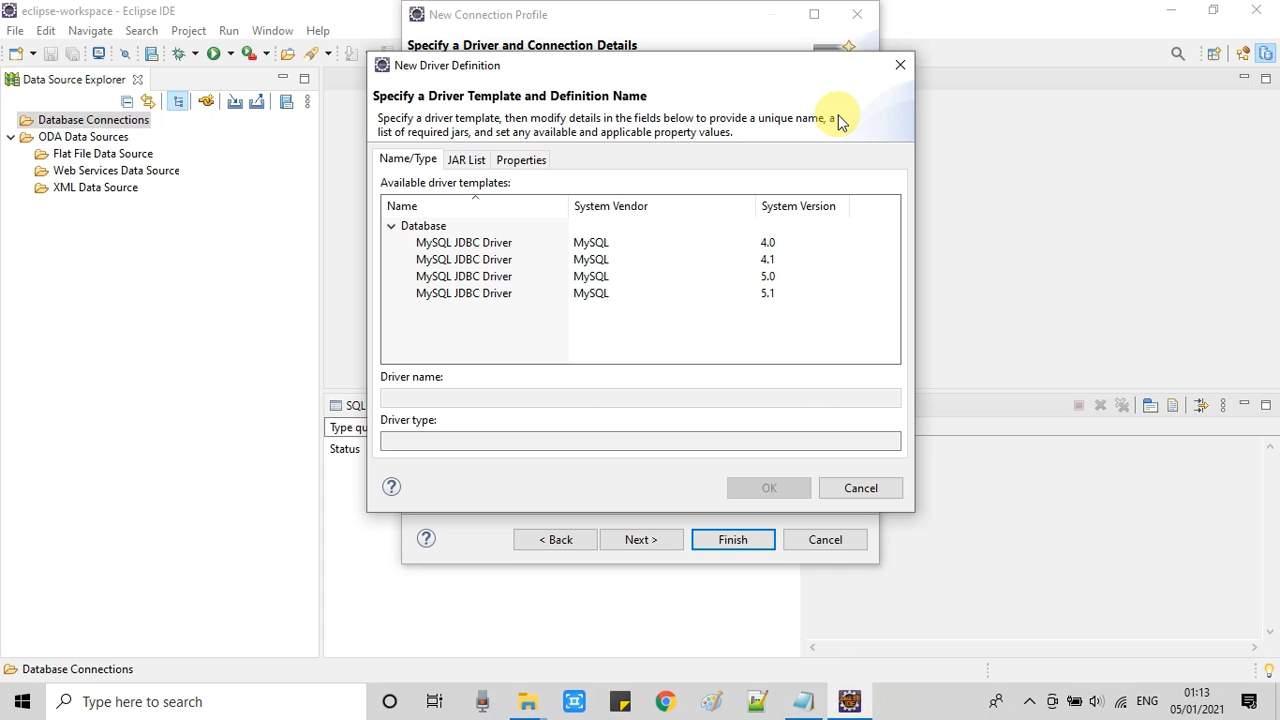 eclipse-workspace - Eclipse IDE
File Edit Navigate Search Project Run Window Help
Data Source Explorer
Database Connections
ODA Data Sources
Flat File Data Source
Web Services Data Source
XML Data Source
New Connection Profile
Specify a Driver and Connection Details
New Driver Definition
Specify a Driver Template and Definition Name
Specify a driver template, then modify details in the fields below to provide a unique name, a
list of required jars, and set any available and applicable property values.
Name/Type JAR List Properties
Available driver templates:
Name System Vendor System Version
Database
MySQL JDBC Driver MySQL 4.0
MySQL JDBC Driver MySQL 4.1
MySQL JDBC Driver MySQL 5.0
MySQL JDBC Driver MySQL 5.1
Driver name:
Driver type:
OK Cancel
SQL
Type qu
Status
< Back Next > Finish Cancel
Database Connections
Type here to search
ENG
01:13
05/01/2021